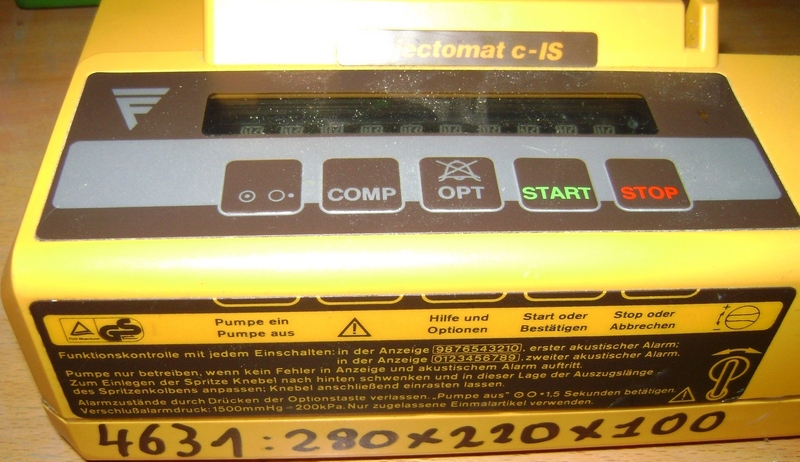 ectomat c-IS
COMP
OPT
START
STOP
Pumpe ein
Pumpe aus
Hilfe und
Optionen
Start oder
Bestätigen
Stop oder
Abbrechen
GS
Funktionskontrolle mit jedem Einschalten: in der Anzeige 9876543210, erster akustischer Alarm;
in der Anzeige 0123456789, zweiter akustischer Alarm.
Pumpe nur betreiben, wenn kein Fehler in Anzeige und akustischem Alarm auftritt.
Zum Einlegen der Spritze Knebel nach hinten schwenken und in dieser Lage der Auszugslänge
des Spritzenkolbens anpassen; Knebel anschließend einrasten lassen.
Alarmzustände durch Drücken der Optionstaste verlassen. „Pumpe aus" ⊙○ +1,5 Sekunden betätigen.
Verschlußalarmdruck: 1500mmHg ~ 200kPa. Nur zugelassene Einmalartikel verwenden.
4631:280x220x100